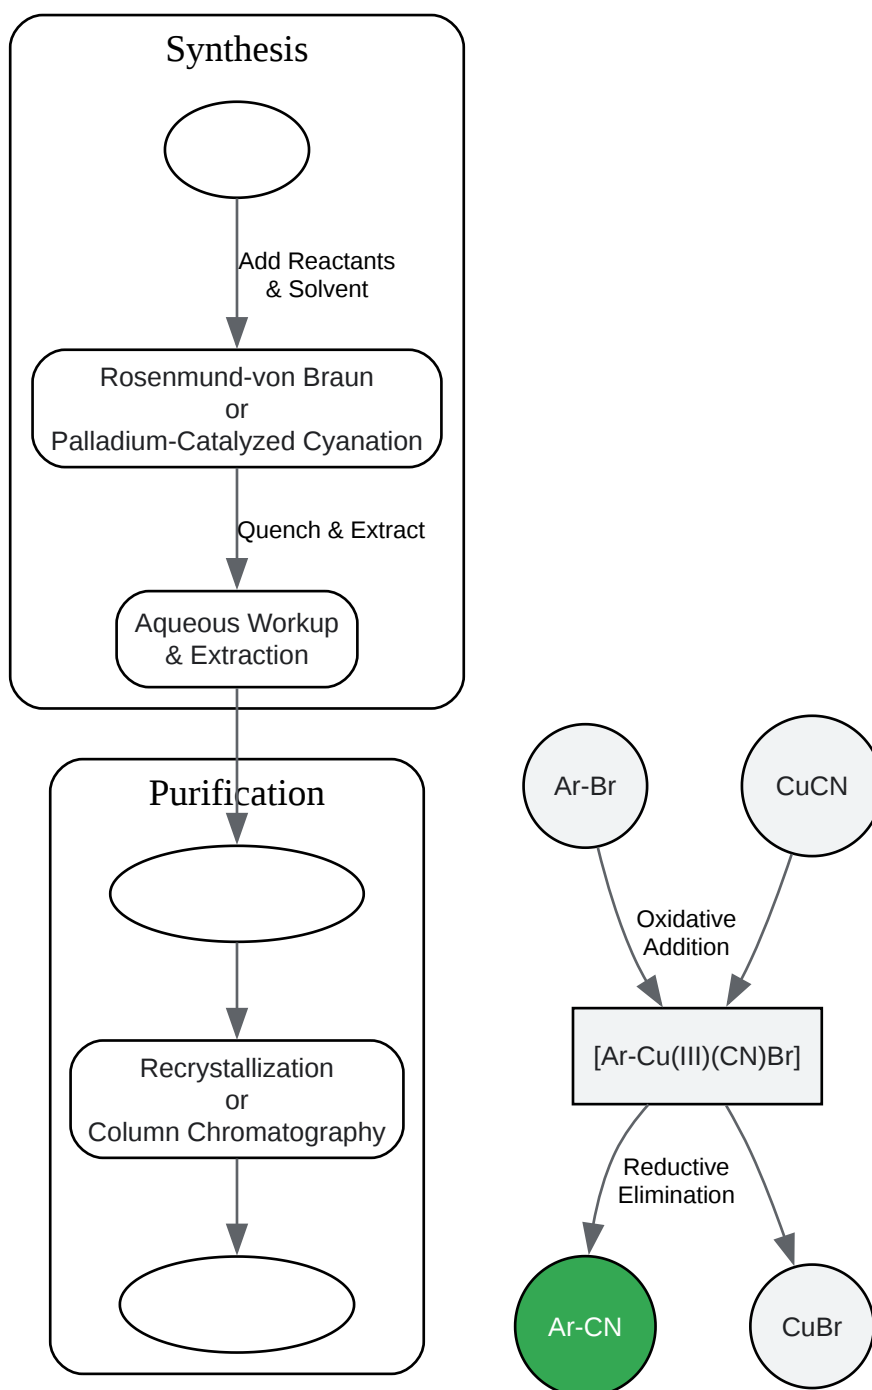 Synthesis
Add Reactants
& Solvent
Rosenmund-von Braun
or
Palladium-Catalyzed Cyanation
Quench & Extract
Aqueous Workup
& Extraction
Purification
Recrystallization
or
Column Chromatography
Ar-Br
CuCN
Oxidative
Addition
[Ar-Cu(III)(CN)Br]
Reductive
Elimination
Ar-CN
CuBr